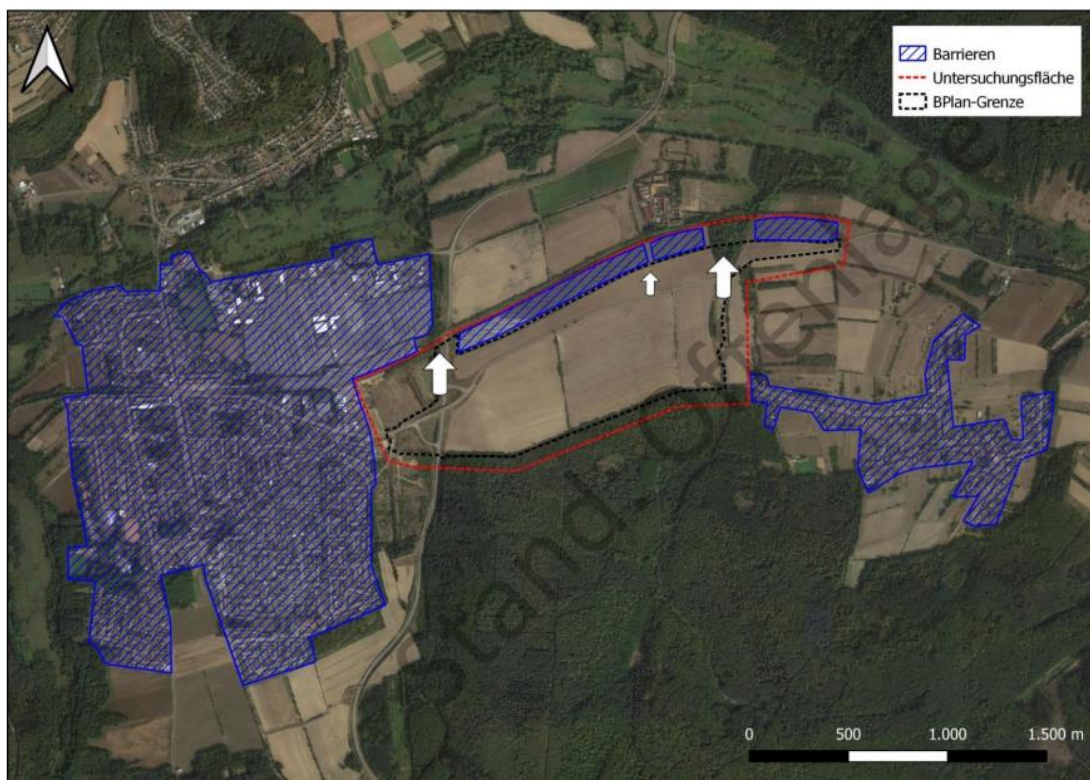 Barrieren
Untersuchungsfläche
BPlan-Grenze
Stand: Offenlage
0 500 1.000 1.500 m